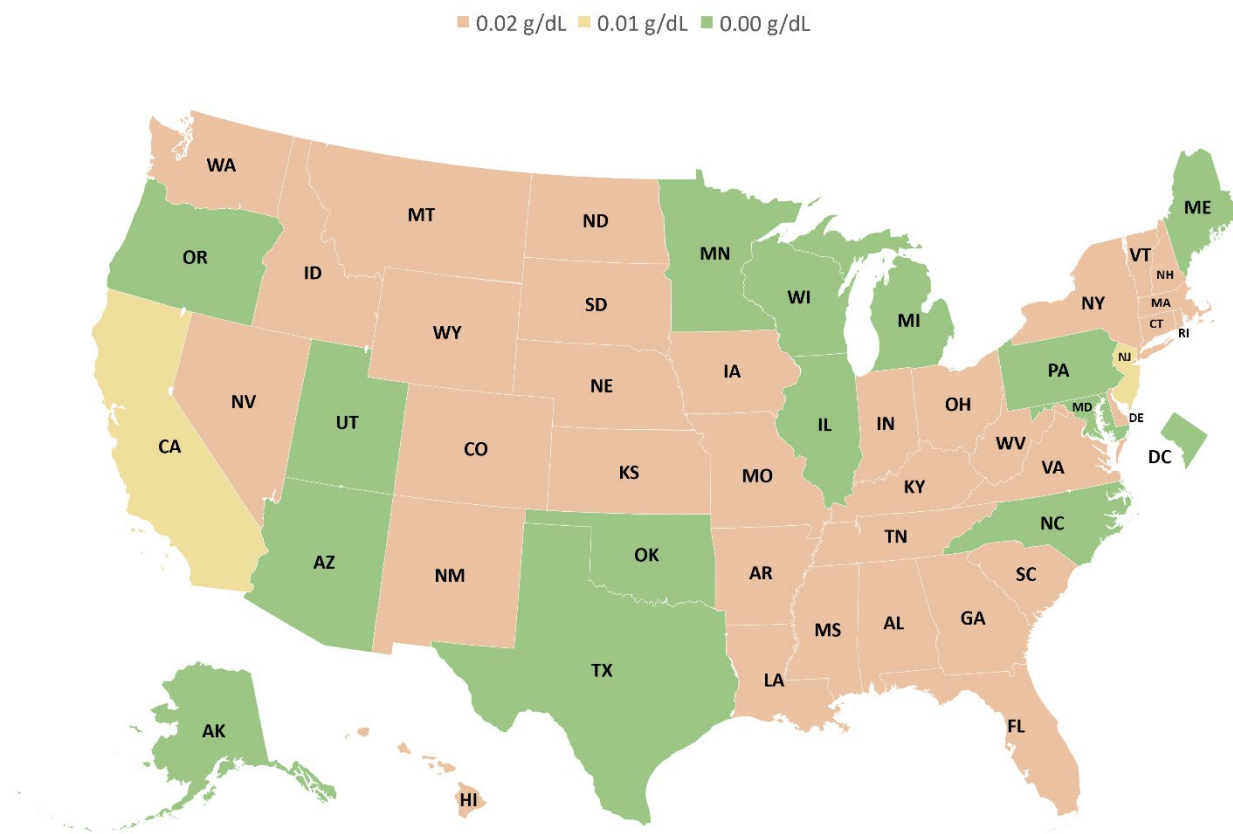 0.02 g/dL 0.01 g/dL 0.00 g/dL
WA
MT
ND
ME
OR
ID
MN
VT
NH
WI
SD
NY
MA
WY
MI
CT
RI
NE
IA
PA
NJ
NV
UT
OH
MD
DE
IL
IN
CA
CO
WV
DC
KS
MO
VA
KY
NC
TN
AZ
OK
NM
AR
SC
MS
AL
GA
TX
LA
FL
AK
HI